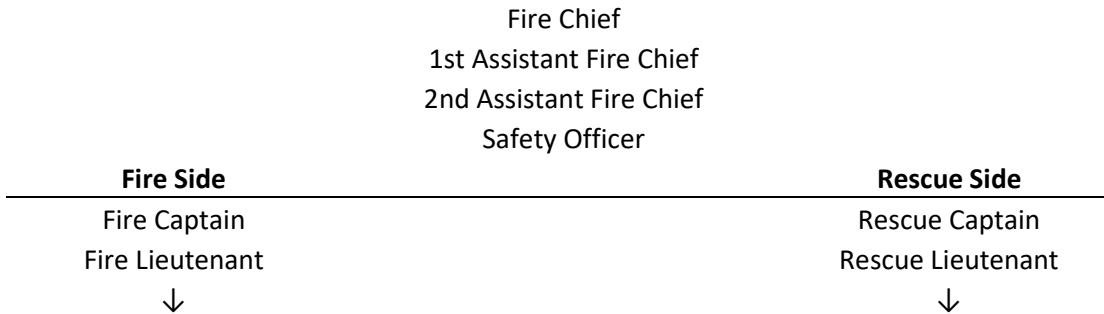 Fire Chief
1st Assistant Fire Chief
2nd Assistant Fire Chief
Safety Officer
Fire Side Rescue Side
Fire Captain Rescue Captain
Fire Lieutenant Rescue Lieutenant
↓ ↓